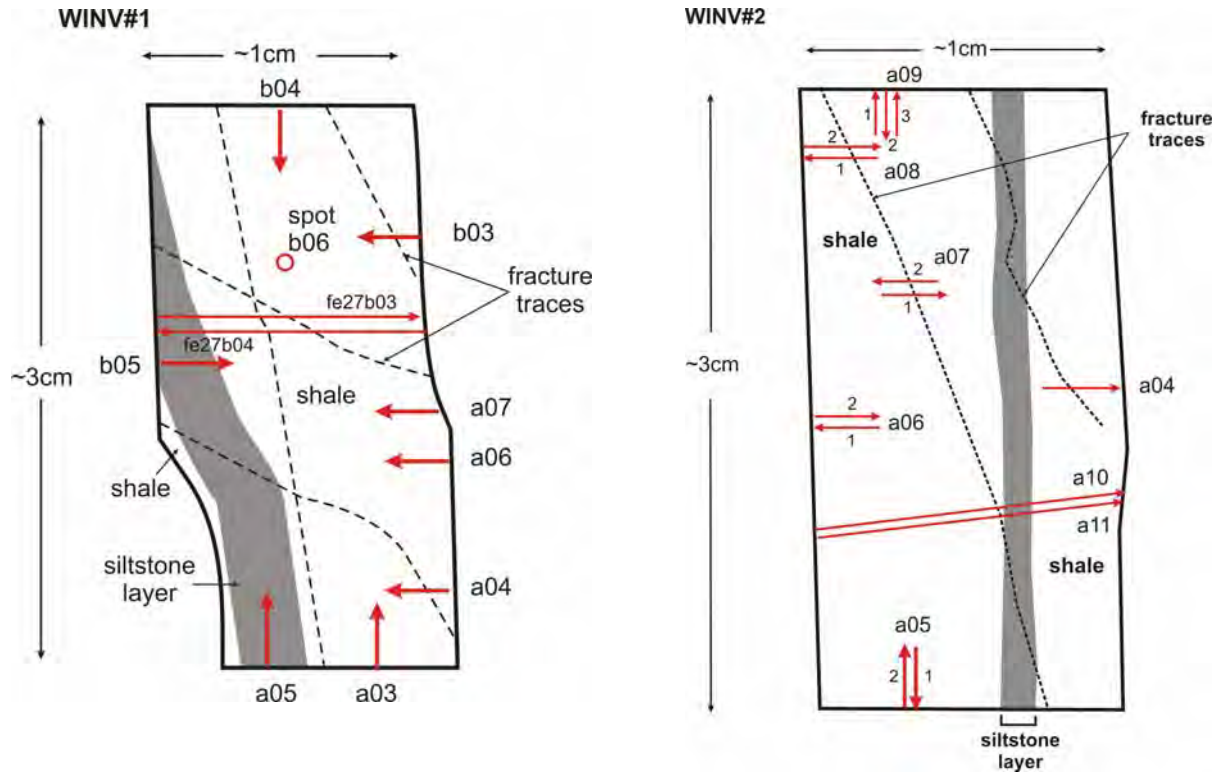 WINV#1
~1cm
b04
spot
b06
b03
fracture
traces
fe27b03
fe27b04
b05
~3cm
shale
a07
a06
shale
siltstone
layer
a04
a05
a03
WINV#2
~1cm
a09
1
3
2
fracture
traces
2
1
a08
shale
a07
2
1
~3cm
a04
2
1
a06
a10
a11
shale
a05
2
1
siltstone
layer